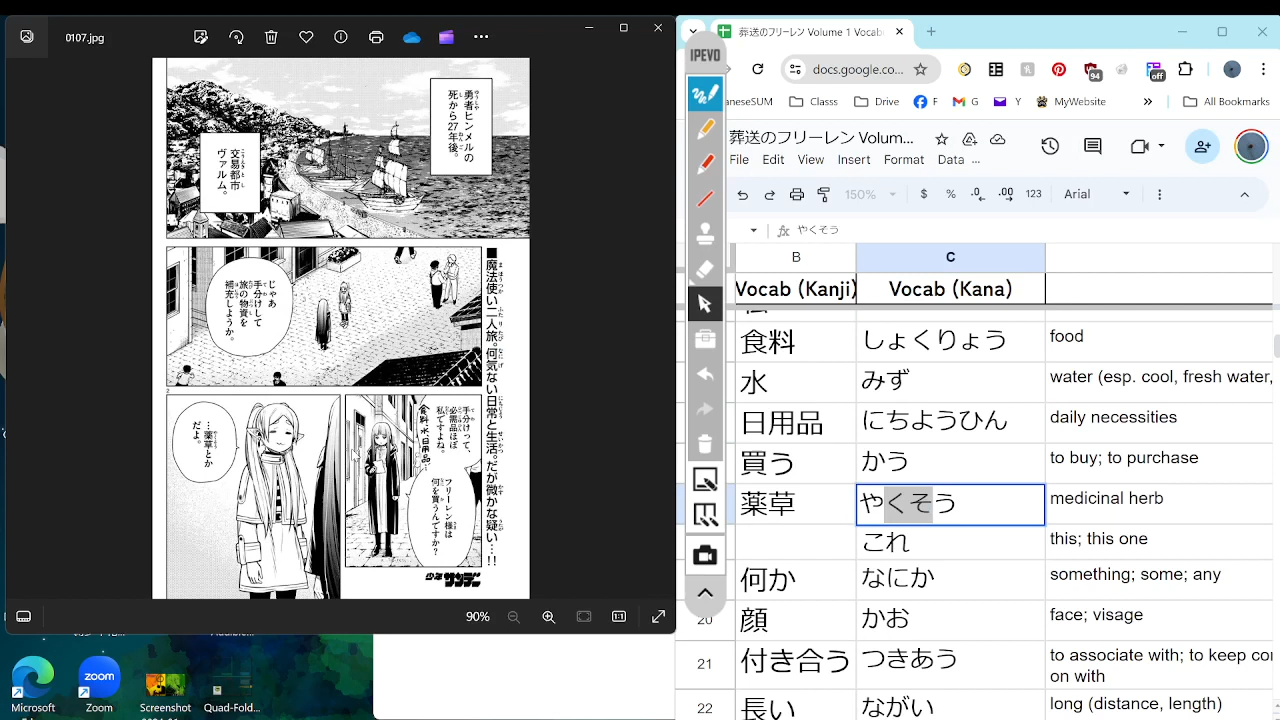 0107.jpg
勇者ヒンメルの
死から27年後。
交易都市
ヴァルム。
■魔法使い二人旅。何気ない日常と生活。だが微かな疑い…!!
じゃあ
手分けして
旅の物資を
補充しようか。
2
手分けって、
必需品ほぼ
私ですよね。
食料、水、日用品…
フリーレン様は
何を買うんですか?
…薬草とか
だよ。
少年サンデー
90%
1:1
Microsoft
Zoom
zoom
Screenshot
Quad-Fold...
葬送のフリーレン Volume 1 Vocab
IPEVO
docs.google.co...
94
off
aneseSUM
Class
Drive
F
G
Y
MyWebsite
All Bookmarks
葬送のフリーレン Volum...
File Edit View Insert Format Data ...
150%
$ % .0 .00 123 Arial
fx やくそう
B C
Vocab (Kanji) Vocab (Kana)
食料 しょくりょう food
水 みず water (esp. cool, fresh water,
日用品 にちようひん daily necessities
買う かう to buy; to purchase
薬草 やくそう medicinal herb
これ this; this one
何か なにか something; some; any
20 顔 かお face; visage
21 付き合う つきあう to associate with; to keep co
on with
22 長い ながい long (distance, length)